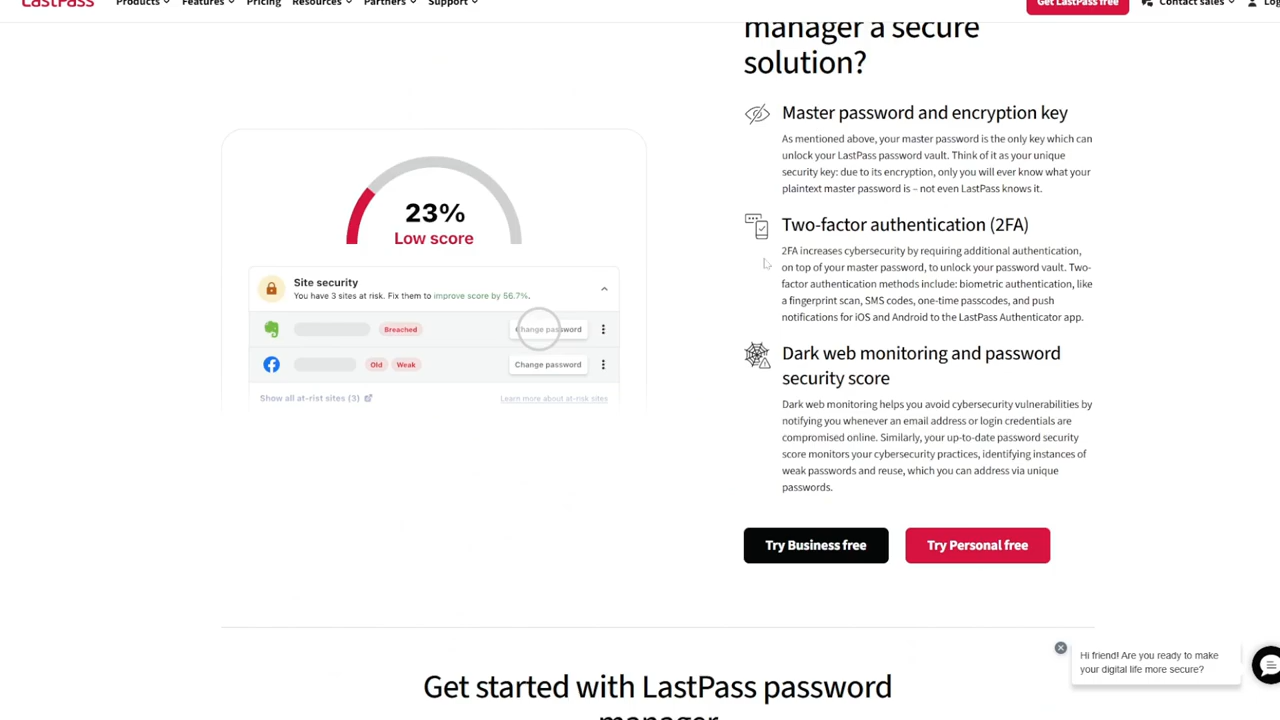 LastPass
Products
Features
Pricing
Resources
Partners
Support
Get LastPass free
Contact sales
manager a secure
solution?
23%
Low score
Site security
You have 3 sites at risk. Fix them to improve score by 56.7%.
Breached
Change password
Old
Weak
Change password
Show all at-rist sites (3)
Learn more about at-risk sites
Master password and encryption key
As mentioned above, your master password is the only key which can
unlock your LastPass password vault. Think of it as your unique
security key: due to its encryption, only you will ever know what your
plaintext master password is – not even LastPass knows it.
Two-factor authentication (2FA)
2FA increases cybersecurity by requiring additional authentication,
on top of your master password, to unlock your password vault. Two-
factor authentication methods include: biometric authentication, like
a fingerprint scan, SMS codes, one-time passcodes, and push
notifications for iOS and Android to the LastPass Authenticator app.
Dark web monitoring and password
security score
Dark web monitoring helps you avoid cybersecurity vulnerabilities by
notifying you whenever an email address or login credentials are
compromised online. Similarly, your up-to-date password security
score monitors your cybersecurity practices, identifying instances of
weak passwords and reuse, which you can address via unique
passwords.
Try Business free
Try Personal free
Hi friend! Are you ready to make
your digital life more secure?
Get started with LastPass password
manager